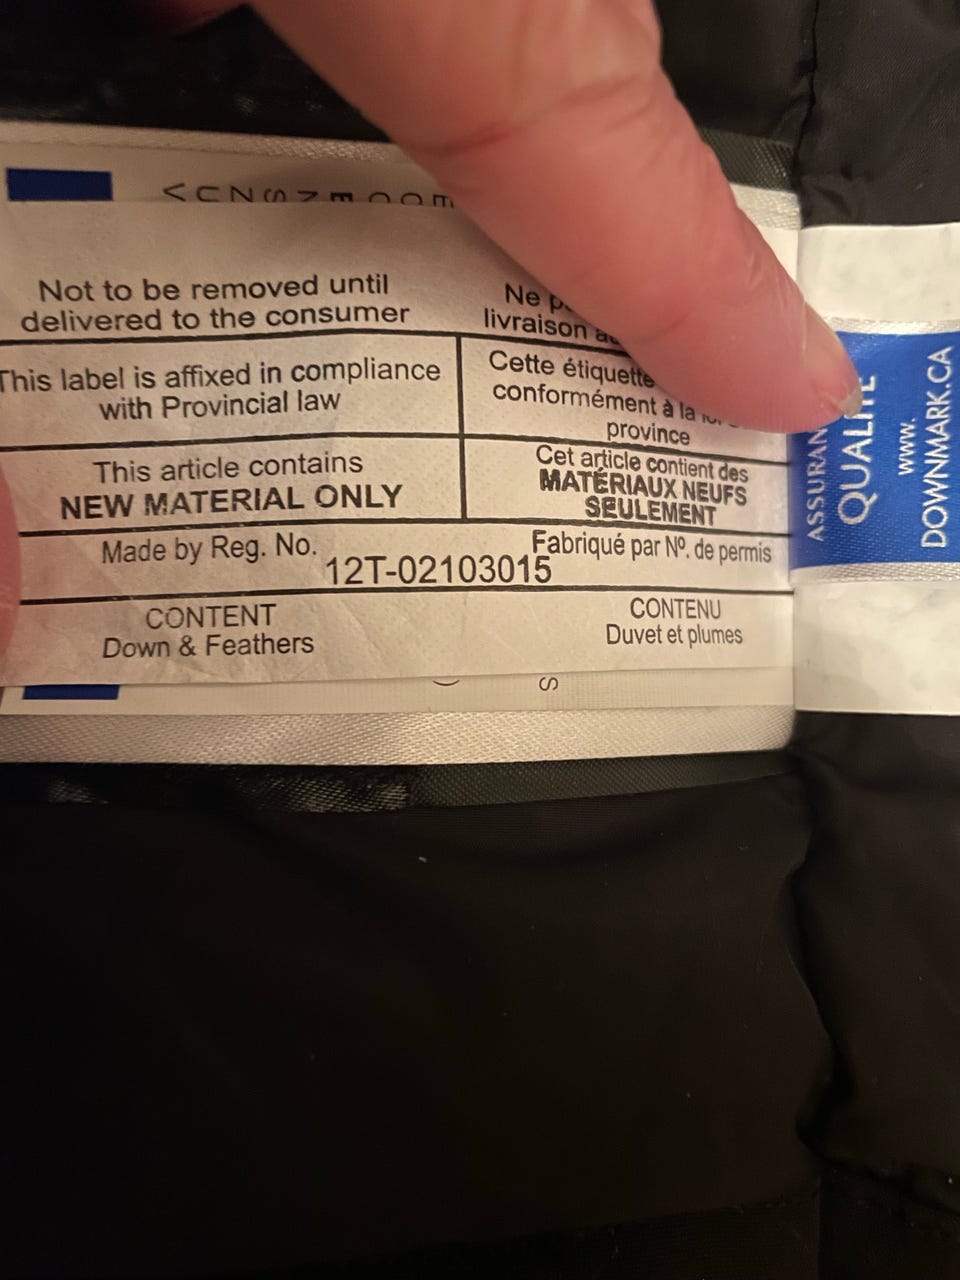 Not to be removed until
delivered to the consumer
Ne
livraison
This label is affixed in compliance
with Provincial law
Cette étiquette
conformément à la
province
This article contains
NEW MATERIAL ONLY
Cet article contient des
MATÉRIAUX NEUFS
SEULEMENT
Made by Reg. No.
12T-02103015
Fabriqué par Nº. de permis
CONTENT
Down & Feathers
CONTENU
Duvet et plumes
QUALITÉ
www.
DOWNMARK.CA